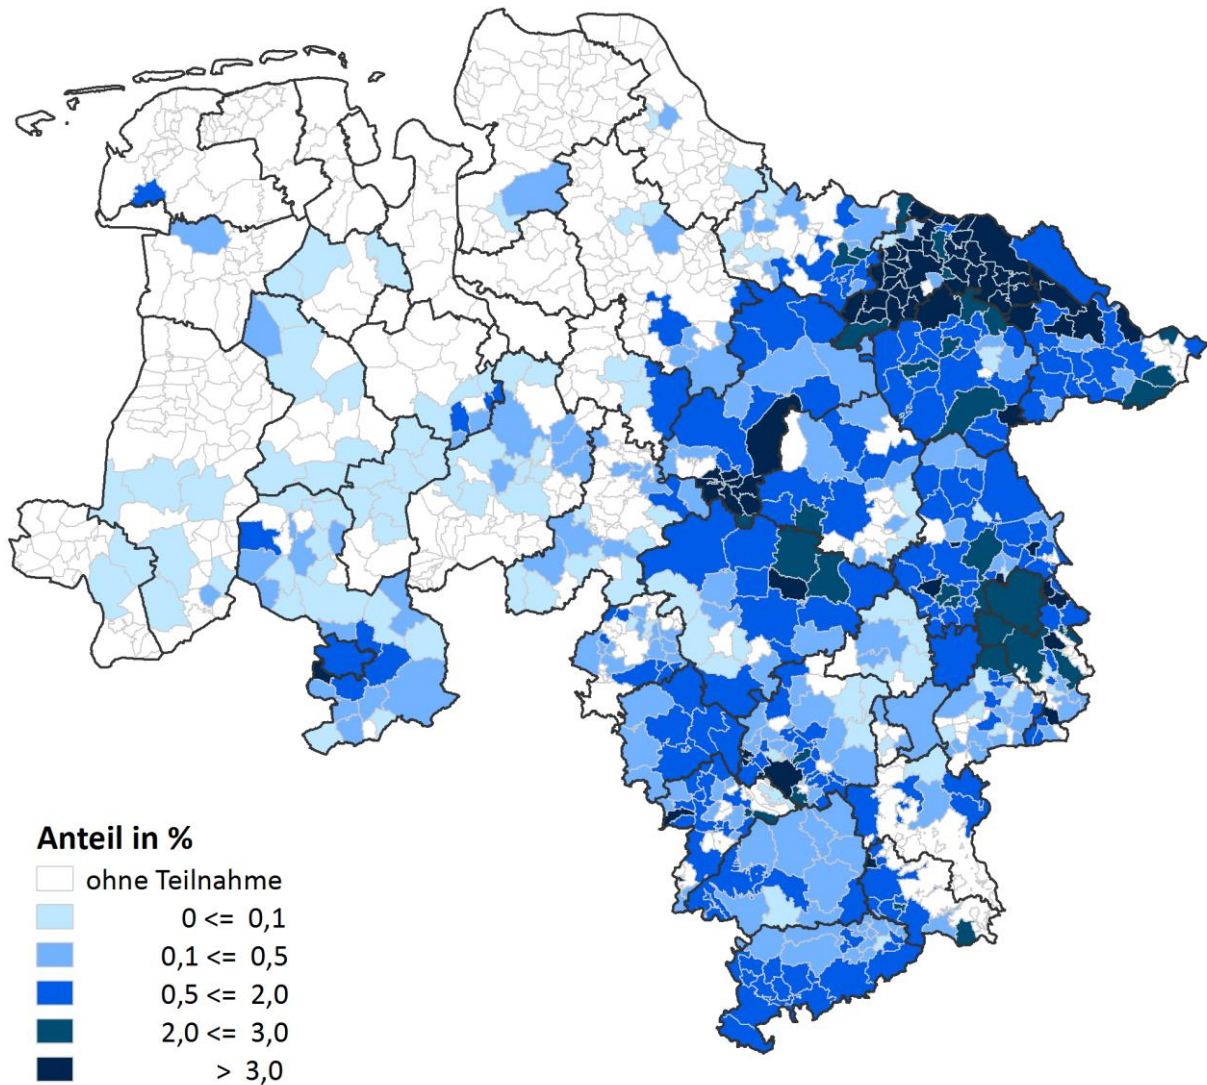 Anteil in %
ohne Teilnahme
0 <= 0,1
0,1 <= 0,5
0,5 <= 2,0
2,0 <= 3,0
> 3,0